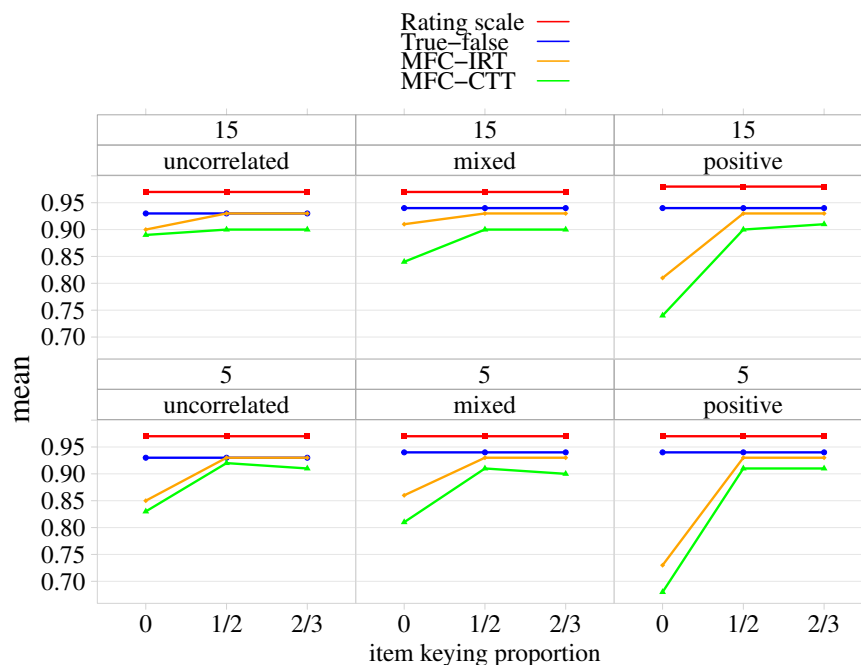 Rating scale
True−false
MFC−IRT
MFC−CTT
15 15 15
uncorrelated mixed positive
0.95
0.90
0.85
0.80
0.75
0.70
5 5 5
uncorrelated mixed positive
0.95
0.90
0.85
0.80
0.75
0.70
mean
0 1/2 2/3 0 1/2 2/3 0 1/2 2/3
item keying proportion